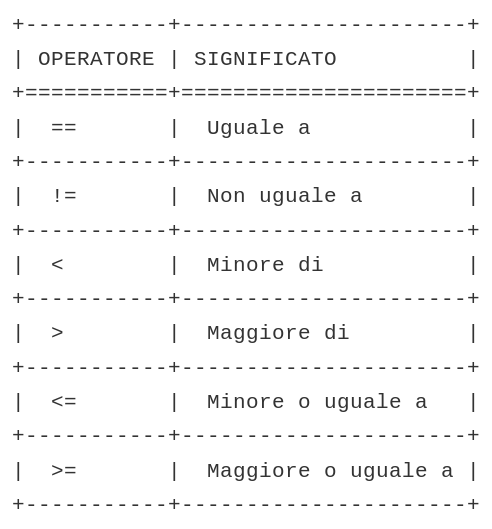 +-----------+----------------------+
| OPERATORE | SIGNIFICATO          |
+===========+======================+
|  ==       |  Uguale a            |
+-----------+----------------------+
|  !=       |  Non uguale a        |
+-----------+----------------------+
|  <        |  Minore di           |
+-----------+----------------------+
|  >        |  Maggiore di         |
+-----------+----------------------+
|  <=       |  Minore o uguale a   |
+-----------+----------------------+
|  >=       |  Maggiore o uguale a |
+-----------+----------------------+